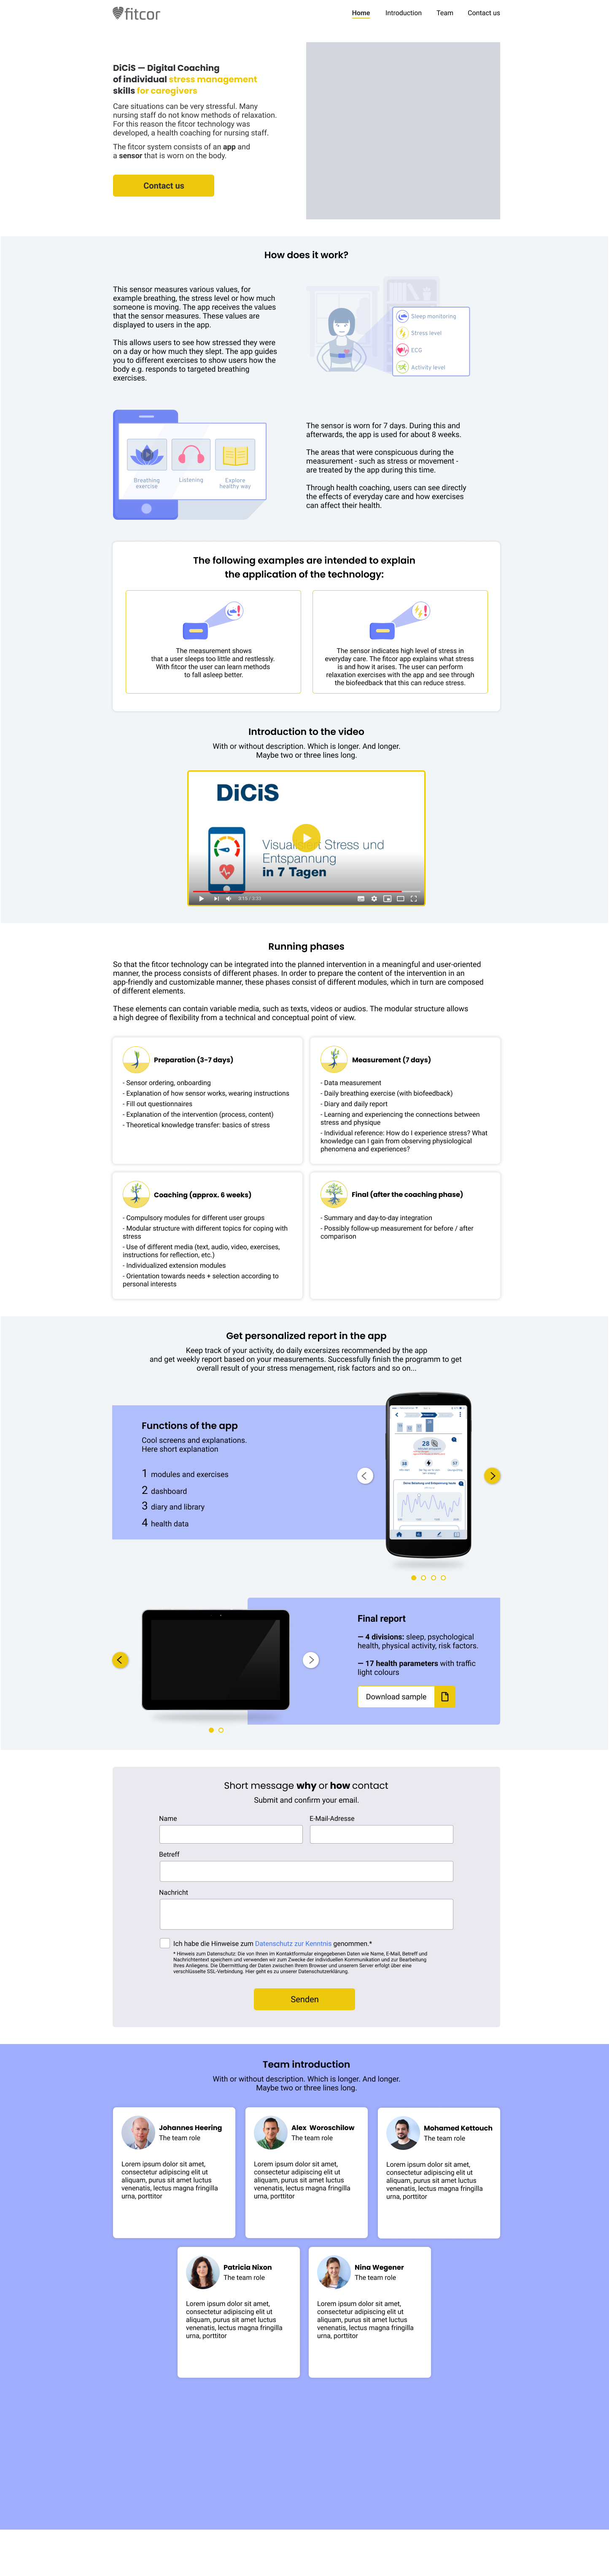 fitcor
Home Introduction Team Contact us
DiCiS — Digital Coaching
of individual stress management
skills for caregivers
Care situations can be very stressful. Many
nursing staff do not know methods of relaxation.
For this reason the fitcor technology was
developed, a health coaching for nursing staff.
The fitcor system consists of an app and
a sensor that is worn on the body.
Contact us
How does it work?
This sensor measures various values, for
example breathing, the stress level or how much
someone is moving. The app receives the values
that the sensor measures. These values are
displayed to users in the app.
This allows users to see how stressed they were
on a day or how much they slept. The app guides
you to different exercises to show users how the
body e.g. responds to targeted breathing
exercises.
Sleep monitoring
Stress level
ECG
Activity level
Breathing
exercise
Listening
Explore
healthy way
The sensor is worn for 7 days. During this and
afterwards, the app is used for about 8 weeks.
The areas that were conspicuous during the
measurement - such as stress or movement -
are treated by the app during this time.
Through health coaching, users can see directly
the effects of everyday care and how exercises
can affect their health.
The following examples are intended to explain
the application of the technology:
The measurement shows
that a user sleeps too little and restlessly.
With fitcor the user can learn methods
to fall asleep better.
The sensor indicates high level of stress in
everyday care. The fitcor app explains what stress
is and how it arises. The user can perform
relaxation exercises with the app and see through
the biofeedback that this can reduce stress.
Introduction to the video
With or without description. Which is longer. And longer.
Maybe two or three lines long.
DiCiS
Stress und
Entspannung
in 7 Tagen
Running phases
So that the fitcor technology can be integrated into the planned intervention in a meaningful and user-oriented
manner, the process consists of different phases. In order to prepare the content of the intervention in an
app-friendly and customizable manner, these phases consist of different modules, which in turn are composed
of different elements.
These elements can contain variable media, such as texts, videos or audios. The modular structure allows
a high degree of flexibility from a technical and conceptual point of view.
Preparation (3-7 days)
- Sensor ordering, onboarding
- Explanation of how sensor works, wearing instructions
- Fill out questionnaires
- Explanation of the intervention (process, content)
- Theoretical knowledge transfer: basics of stress
Measurement (7 days)
- Data measurement
- Daily breathing exercise (with biofeedback)
- Diary and daily report
- Learning and experiencing the connections between
stress and physique
- Individual reference: How do I experience stress? What
knowledge can I gain from observing physiological
phenomena and experiences?
Coaching (approx. 6 weeks)
- Compulsory modules for different user groups
- Modular structure with different topics for coping with
stress
- Use of different media (text, audio, video, exercises,
instructions for reflection, etc.)
- Individualized extension modules
- Orientation towards needs + selection according to
personal interests
Final (after the coaching phase)
- Summary and day-to-day integration
- Possibly follow-up measurement for before / after
comparison
Get personalized report in the app
Keep track of your activity, do daily excersizes recommended by the app
and get weekly report based on your measurements. Successfully finish the programm to get
overall result of your stress menagement, risk factors and so on...
Functions of the app
Cool screens and explanations.
Here short explanation
1 modules and exercises
2 dashboard
3 diary and library
4 health data
28
Final report
— 4 divisions: sleep, psychological
health, physical activity, risk factors.
— 17 health parameters with traffic
light colours
Download sample
Short message why or how contact
Submit and confirm your email.
Name E-Mail-Adresse
Betreff
Nachricht
Ich habe die Hinweise zum Datenschutz zur Kenntnis genommen.*
* Hinweis zum Datenschutz: Die von Ihnen im Kontaktformular eingegebenen Daten wie Name, E-Mail, Betreff und
Nachrichtentext speichern und verwenden wir zum Zwecke der individuellen Kommunikation und zur Bearbeitung
Ihres Anliegens. Die Übermittlung der Daten zwischen Ihrem Browser und unserem Server erfolgt über eine
verschlüsselte SSL-Verbindung. Hier geht es zu unserer Datenschutzerklärung.
Senden
Team introduction
With or without description. Which is longer. And longer.
Maybe two or three lines long.
Johannes Heering
The team role
Lorem ipsum dolor sit amet,
consectetur adipiscing elit ut
aliquam, purus sit amet luctus
venenatis, lectus magna fringilla
urna, porttitor
Alex Woroschilow
The team role
Lorem ipsum dolor sit amet,
consectetur adipiscing elit ut
aliquam, purus sit amet luctus
venenatis, lectus magna fringilla
urna, porttitor
Mohamed Kettouch
The team role
Lorem ipsum dolor sit amet,
consectetur adipiscing elit ut
aliquam, purus sit amet luctus
venenatis, lectus magna fringilla
urna, porttitor
Patricia Nixon
The team role
Lorem ipsum dolor sit amet,
consectetur adipiscing elit ut
aliquam, purus sit amet luctus
venenatis, lectus magna fringilla
urna, porttitor
Nina Wegener
The team role
Lorem ipsum dolor sit amet,
consectetur adipiscing elit ut
aliquam, purus sit amet luctus
venenatis, lectus magna fringilla
urna, porttitor